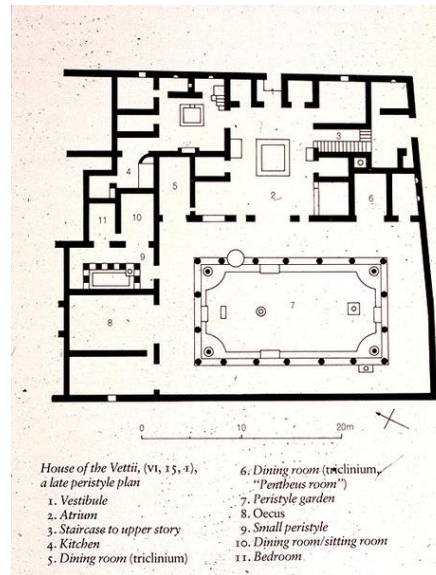 1
3
4
5
2
6
11
10
9
7
8
0 10 20m
House of the Vettii, (VI, 15, 1),
a late peristyle plan
1. Vestibule
2. Atrium
3. Staircase to upper story
4. Kitchen
5. Dining room (triclinium)
6. Dining room (triclinium,
"Pentheus room")
7. Peristyle garden
8. Oecus
9. Small peristyle
10. Dining room/sitting room
11. Bedroom